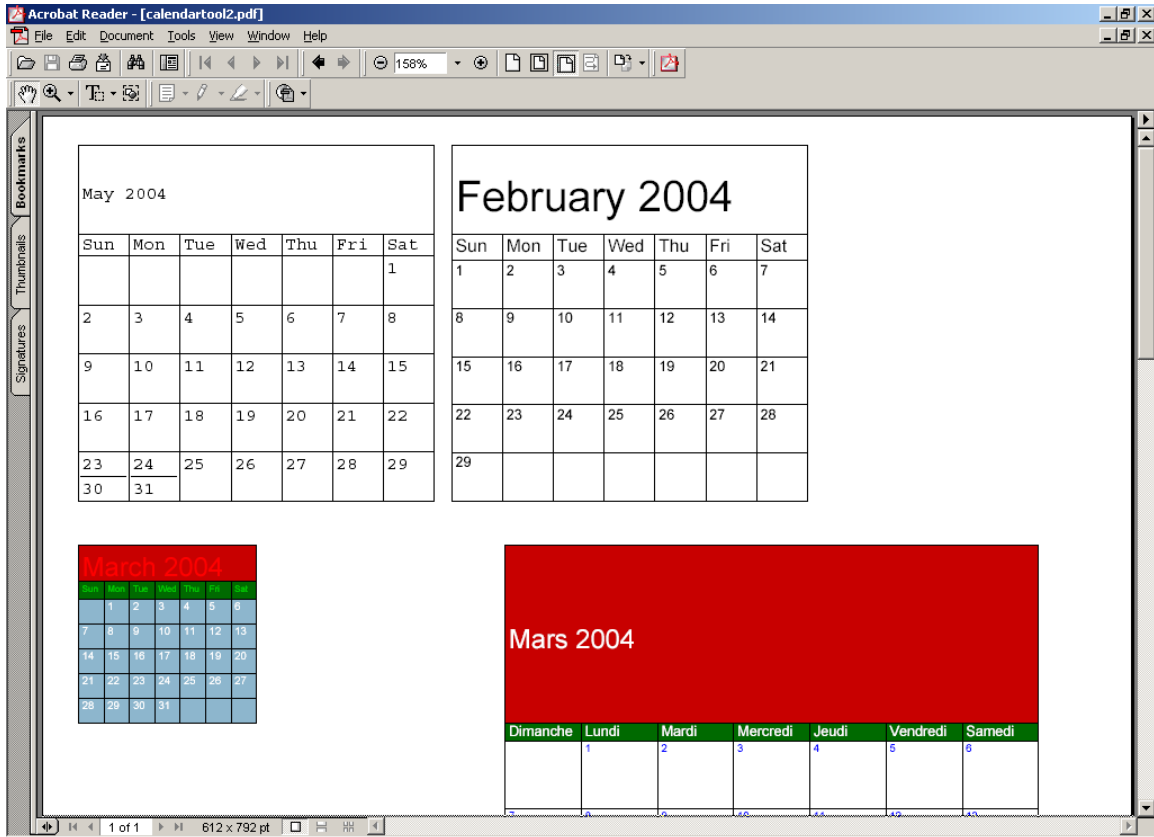 Acrobat Reader - [calendartool2.pdf]
File Edit Document Tools View Window Help
158%
Bookmarks
Thumbnails
Signatures
May 2004
Sun Mon Tue Wed Thu Fri Sat
1
2 3 4 5 6 7 8
9 10 11 12 13 14 15
16 17 18 19 20 21 22
23 24 25 26 27 28 29
30 31
February 2004
Sun Mon Tue Wed Thu Fri Sat
1 2 3 4 5 6 7
8 9 10 11 12 13 14
15 16 17 18 19 20 21
22 23 24 25 26 27 28
29
March 2004
Sun Mon Tue Wed Thu Fri Sat
1 2 3 4 5 6
7 8 9 10 11 12 13
14 15 16 17 18 19 20
21 22 23 24 25 26 27
28 29 30 31
Mars 2004
Dimanche Lundi Mardi Mercredi Jeudi Vendredi Samedi
1 2 3 4 5 6
1 of 1 612 x 792 pt